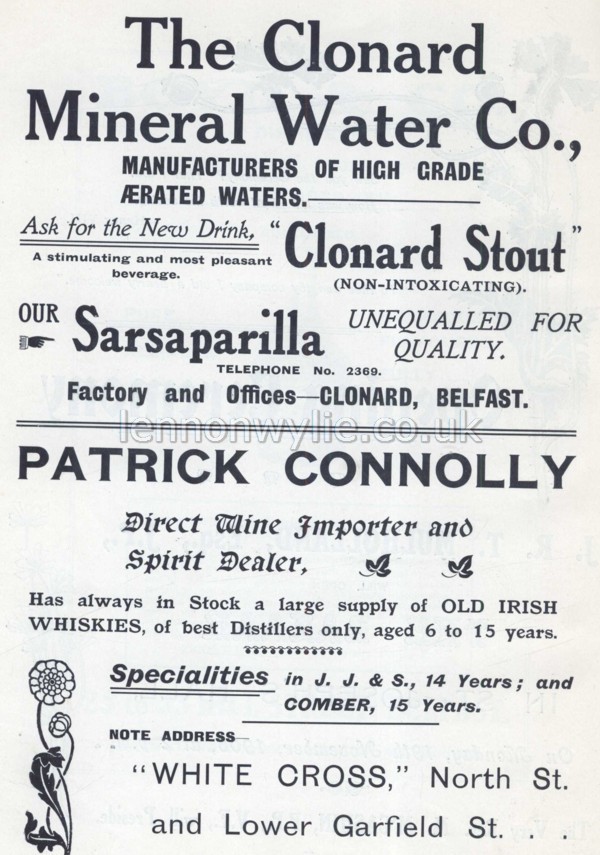 The Clonard
Mineral Water Co.,
MANUFACTURERS OF HIGH GRADE
ÆRATED WATERS.
Ask for the New Drink,
A stimulating and most pleasant
beverage.
“Clonard Stout”
(NON-INTOXICATING).
OUR
Sarsaparilla
UNEQUALLED FOR
QUALITY.
TELEPHONE No. 2369.
Factory and Offices—CLONARD, BELFAST.
lennonwylie.co.uk
PATRICK CONNOLLY
Direct Wine Importer and
Spirit Dealer,
Has always in Stock a large supply of OLD IRISH
WHISKIES, of best Distillers only, aged 6 to 15 years.
Specialities in J. J. & S., 14 Years; and
COMBER, 15 Years.
NOTE ADDRESS—
“WHITE CROSS,” North St.
and Lower Garfield St. .